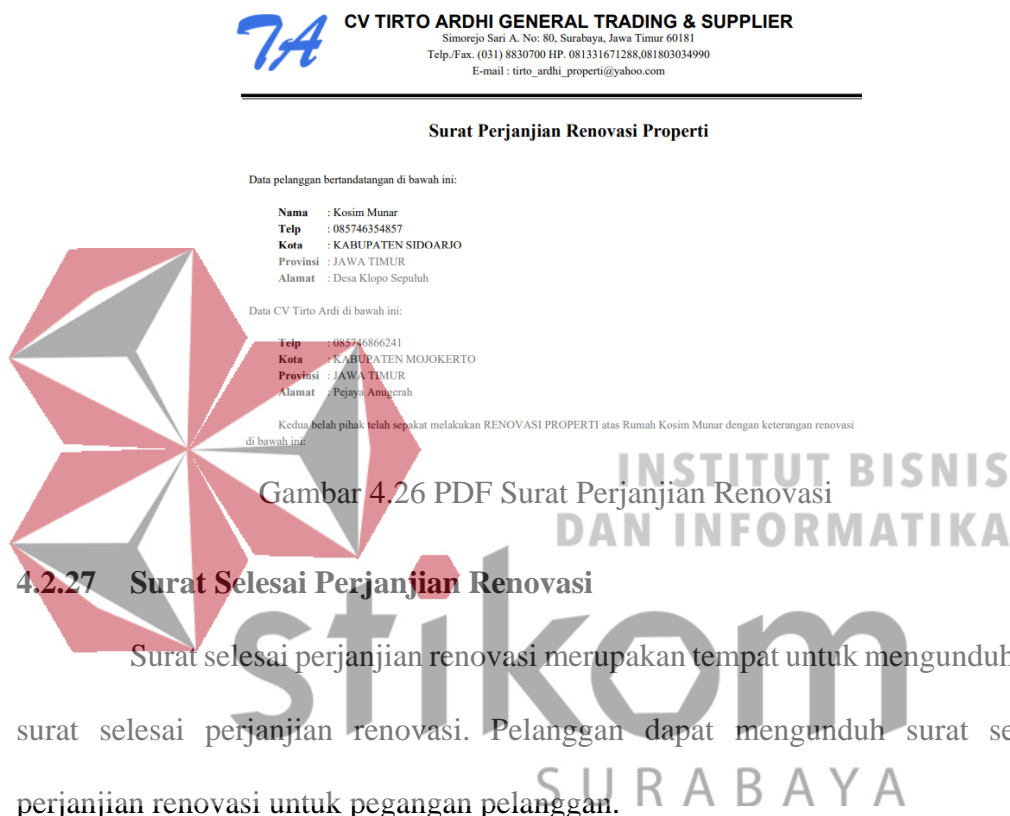 TA
CV TIRTO ARDHI GENERAL TRADING & SUPPLIER
Simorejo Sari A. No: 80, Surabaya, Jawa Timur 60181
Telp./Fax. (031) 8830700 HP. 081331671288,081803034990
E-mail : tirto_ardhi_properti@yahoo.com
Surat Perjanjian Renovasi Properti
Data pelanggan bertandatangan di bawah ini:
Nama : Kosim Munar
Telp : 085746354857
Kota : KABUPATEN SIDOARJO
Provinsi : JAWA TIMUR
Alamat : Desa Klopo Sepuluh
Data CV Tirto Ardi di bawah ini:
Telp : 085746866241
Kota : KABUPATEN MOJOKERTO
Provinsi : JAWA TIMUR
Alamat : Pejaya Anugerah
Kedua belah pihak telah sepakat melakukan RENOVASI PROPERTI atas Rumah Kosim Munar dengan keterangan renovasi
di bawah ini:
INSTITUT BISNIS
Gambar 4.26 PDF Surat Perjanjian Renovasi
DAN INFORMATIKA
4.2.27 Surat Selesai Perjanjian Renovasi
stikom
Surat selesai perjanjian renovasi merupakan tempat untuk mengunduh
surat selesai perjanjian renovasi. Pelanggan dapat mengunduh surat se
SURABAYA
perjanjian renovasi untuk pegangan pelanggan.